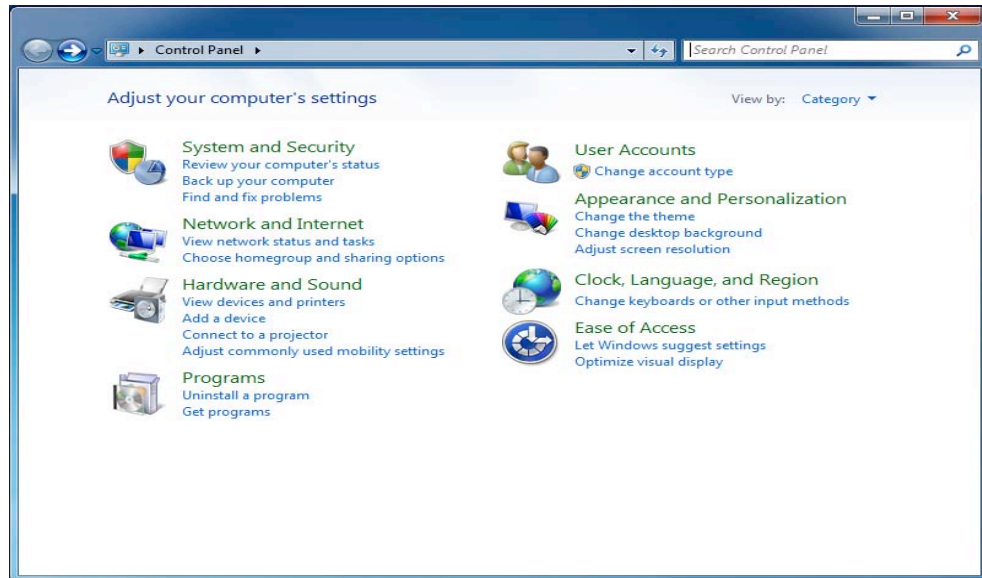 Control Panel
Search Control Panel
Adjust your computer's settings
View by: Category
System and Security
Review your computer's status
Back up your computer
Find and fix problems
Network and Internet
View network status and tasks
Choose homegroup and sharing options
Hardware and Sound
View devices and printers
Add a device
Connect to a projector
Adjust commonly used mobility settings
Programs
Uninstall a program
Get programs
User Accounts
Change account type
Appearance and Personalization
Change the theme
Change desktop background
Adjust screen resolution
Clock, Language, and Region
Change keyboards or other input methods
Ease of Access
Let Windows suggest settings
Optimize visual display